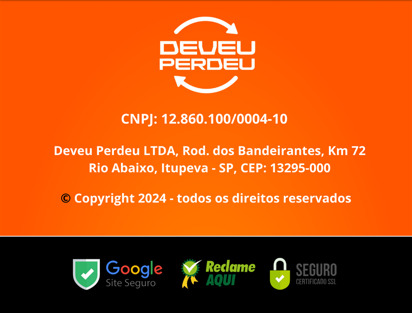 DEVEU
PERDEU
CNPJ: 12.860.100/0004-10
Deveu Perdeu LTDA, Rod. dos Bandeirantes, Km 72
Rio Abaixo, Itupeva - SP, CEP: 13295-000
© Copyright 2024 - todos os direitos reservados
Google
Site Seguro
Reclame
AQUI
SEGURO
CERTIFICADO SSL